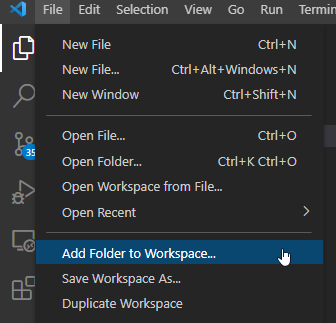 File Edit Selection View Go Run Termin
New File Ctrl+N
New File... Ctrl+Alt+Windows+N
New Window Ctrl+Shift+N
Open File... Ctrl+O
Open Folder... Ctrl+K Ctrl+O
Open Workspace from File...
Open Recent
Add Folder to Workspace...
Save Workspace As...
Duplicate Workspace
35